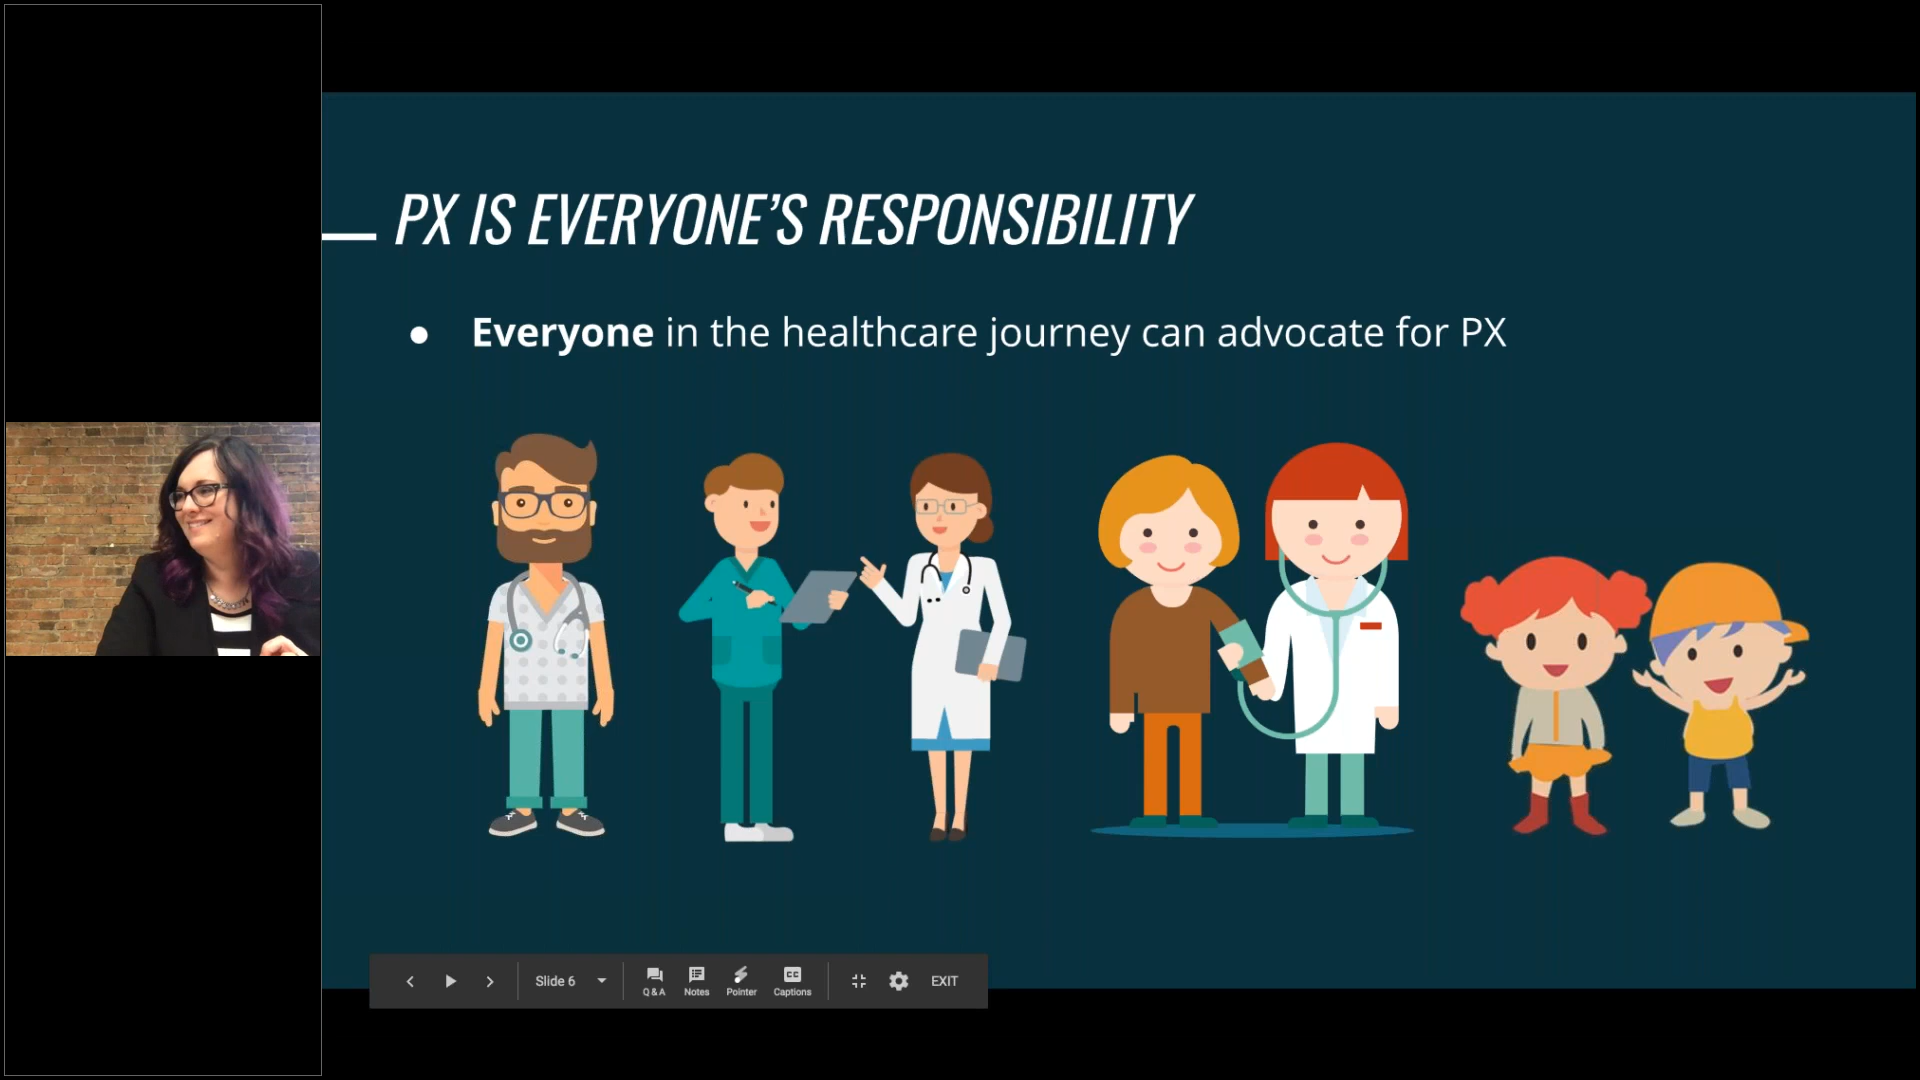 PX IS EVERYONE’S RESPONSIBILITY
● Everyone in the healthcare journey can advocate for PX
Slide 6
Q & A
Notes
Pointer
CC
Captions
EXIT